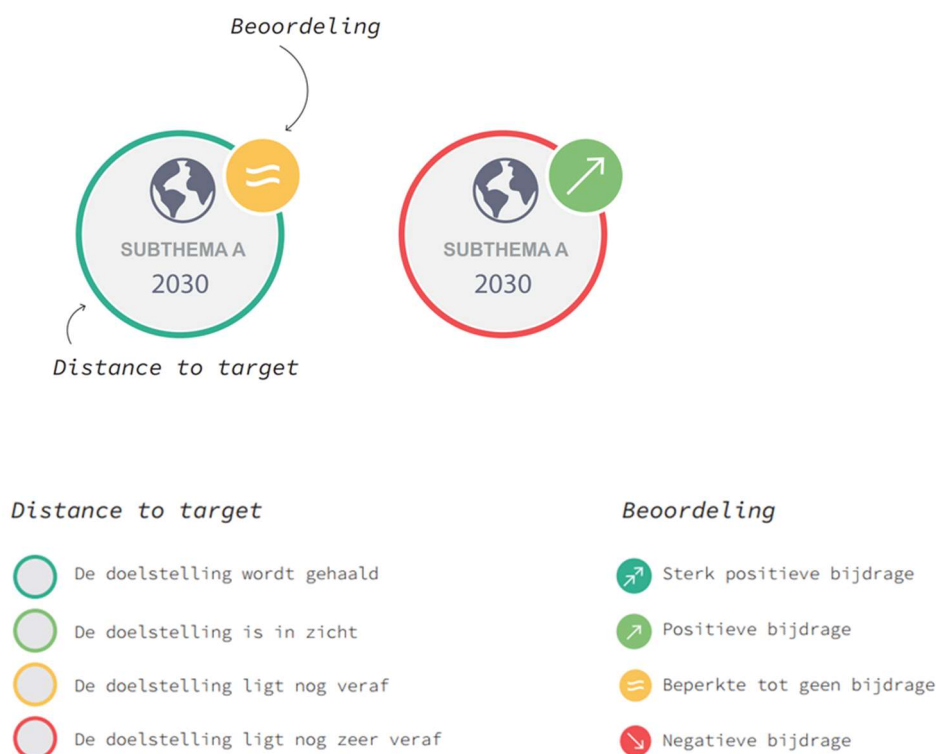 Beoordeling
SUBTHEMA A
2030
SUBTHEMA A
2030
Distance to target
Distance to target
De doelstelling wordt gehaald
De doelstelling is in zicht
De doelstelling ligt nog veraf
De doelstelling ligt nog zeer veraf
Beoordeling
Sterk positieve bijdrage
Positieve bijdrage
Beperkte tot geen bijdrage
Negatieve bijdrage